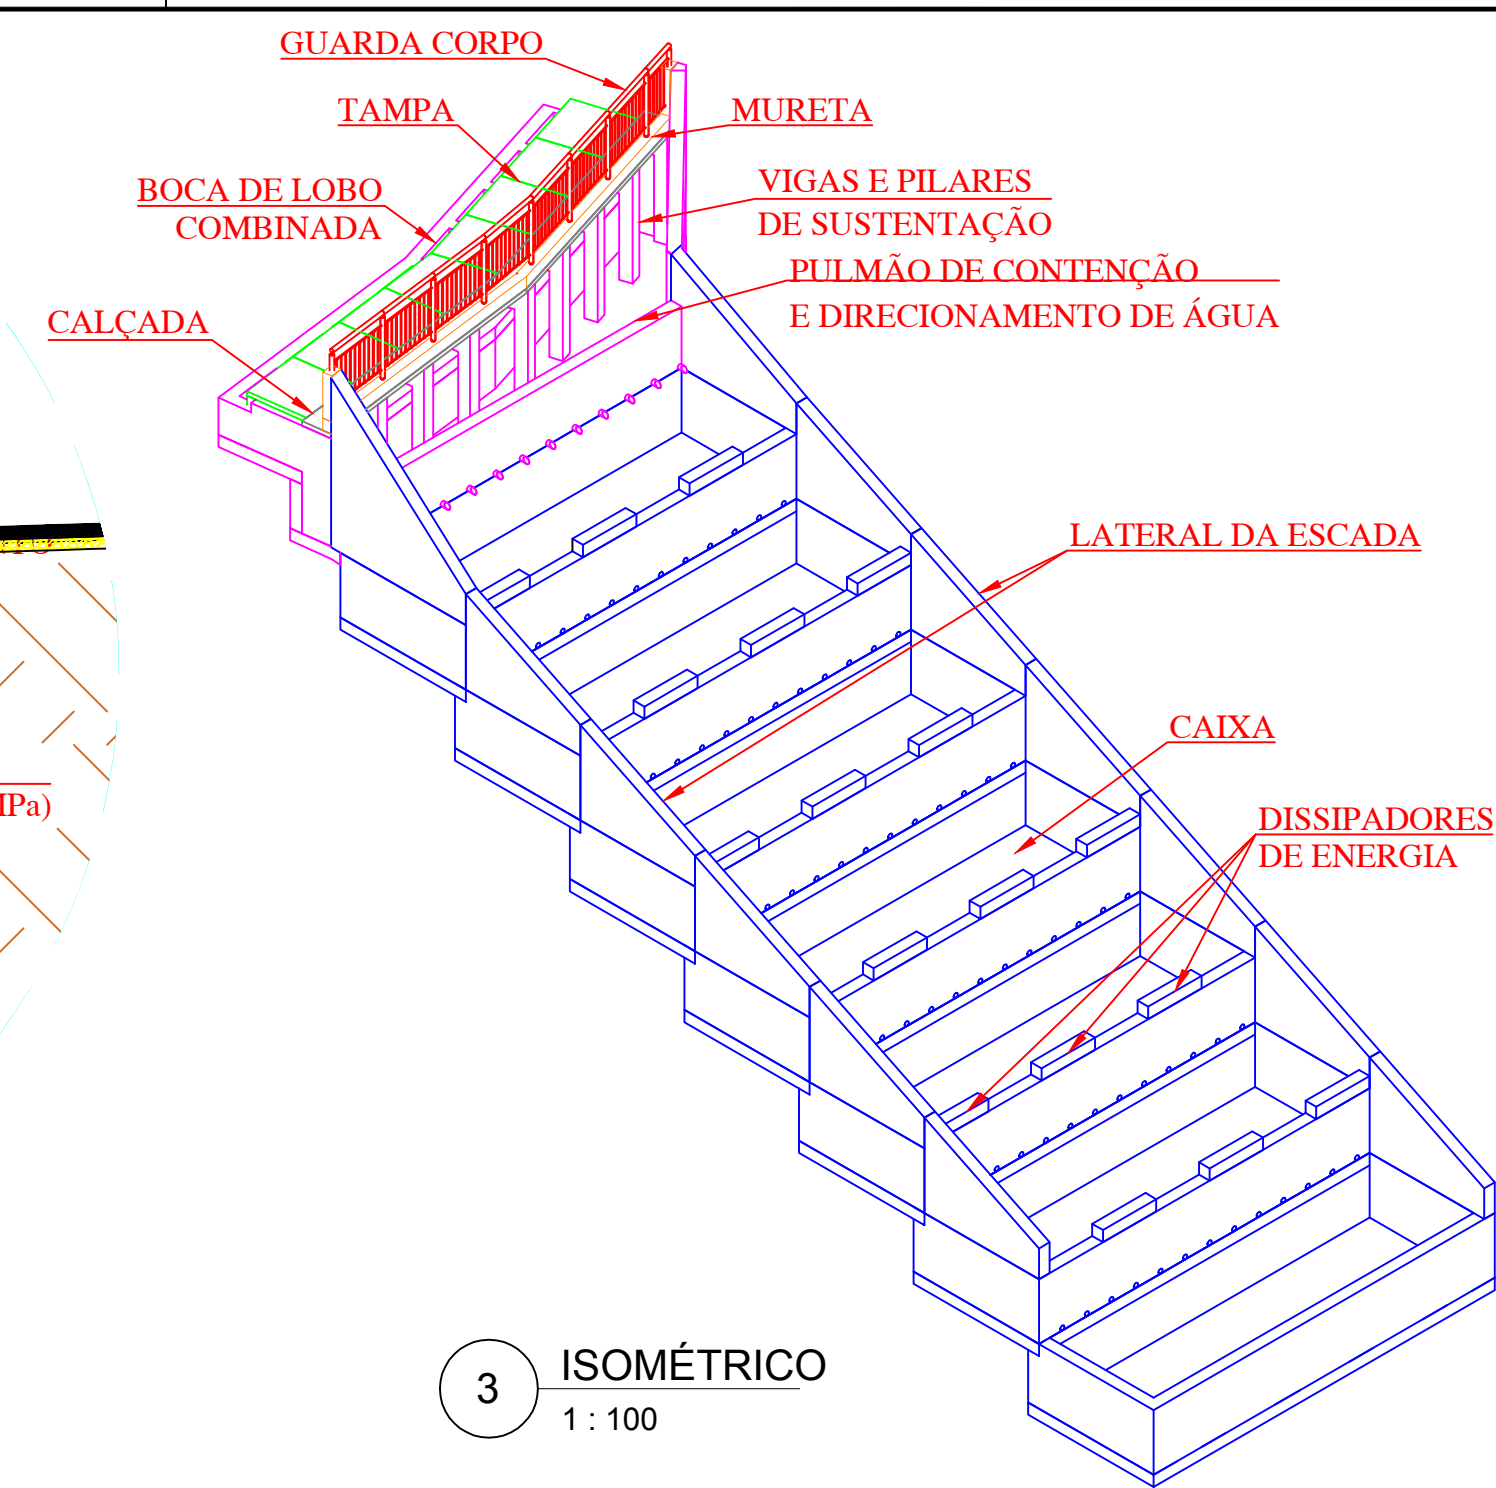 GUARDA CORPO
TAMPA
MURETA
BOCA DE LOBO
COMBINADA
VIGAS E PILARES
DE SUSTENTAÇÃO
PULMÃO DE CONTENÇÃO
E DIRECIONAMENTO DE ÁGUA
CALÇADA
LATERAL DA ESCADA
CAIXA
MPa)
DISSIPADORES
DE ENERGIA
3
ISOMÉTRICO
1 : 100